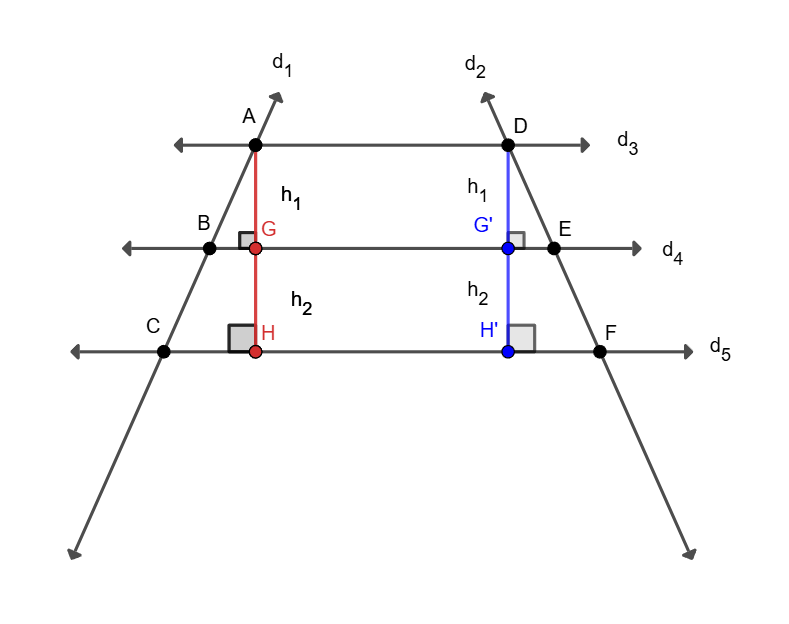 d₁
d₂
A
D
d₃
h₁
h₁
B
G
G'
E
d₄
h₂
h₂
C
H
H'
F
d₅